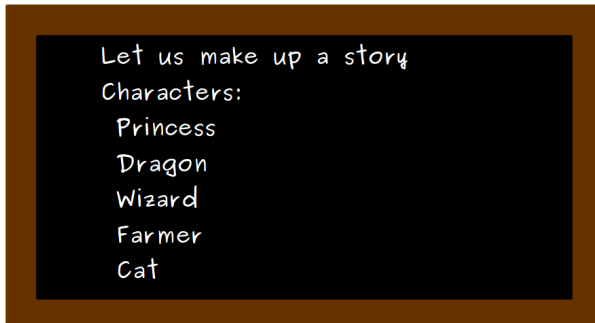 Let us make up a story
Characters:
Princess
Dragon
Wizard
Farmer
Cat